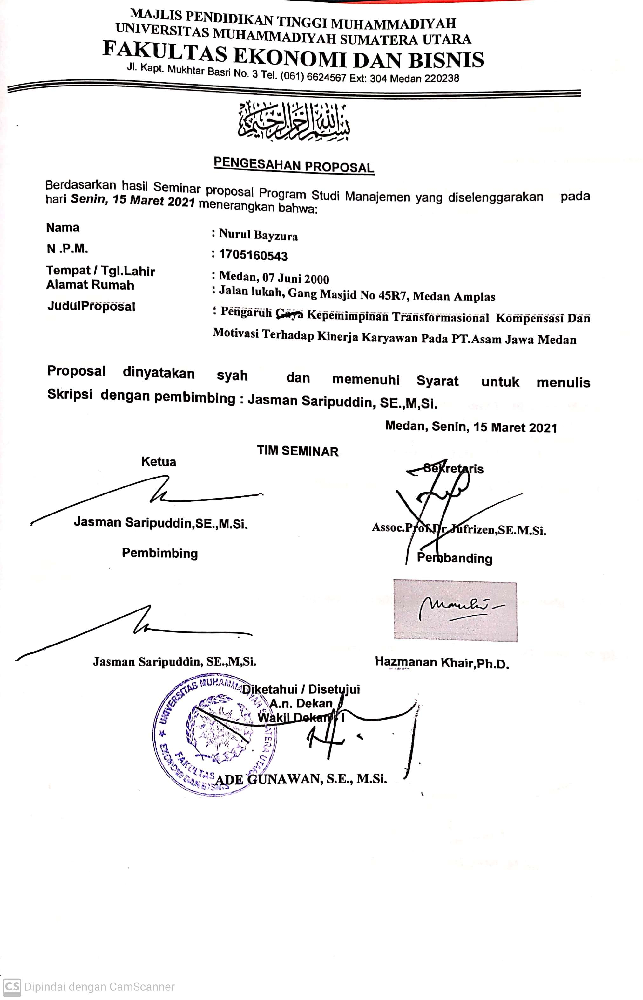 MAJLIS PENDIDIKAN TINGGI MUHAMMADIYAH
UNIVERSITAS MUHAMMADIYAH SUMATERA UTARA
FAKULTAS EKONOMI DAN BISNIS
Jl. Kapt. Mukhtar Basri No. 3 Tel. (061) 6624567 Ext: 304 Medan 220238
بسم الله الرحمن الرحيم
PENGESAHAN PROPOSAL
Berdasarkan hasil Seminar proposal Program Studi Manajemen yang diselenggarakan pada
hari Senin, 15 Maret 2021 menerangkan bahwa:
Nama : Nurul Bayzura
N .P.M. : 1705160543
Tempat / Tgl.Lahir : Medan, 07 Juni 2000
Alamat Rumah : Jalan lukah, Gang Masjid No 45R7, Medan Amplas
JudulProposal : Pengaruh Gaya Kepemimpinan Transformasional Kompensasi Dan
Motivasi Terhadap Kinerja Karyawan Pada PT.Asam Jawa Medan
Proposal dinyatakan syah dan memenuhi Syarat untuk menulis
Skripsi dengan pembimbing : Jasman Saripuddin, SE.,M,Si.
Medan, Senin, 15 Maret 2021
TIM SEMINAR
Ketua Sekretaris
Jasman Saripuddin,SE.,M.Si. Assoc.Prof.Dr.Jufrizen,SE.M.Si.
Pembimbing Pembanding
Jasman Saripuddin, SE.,M,Si. Hazmanan Khair,Ph.D.
Diketahui / Disetujui
A.n. Dekan
Wakil Dekan I
UNIVERSITAS MUHAMMADIYAH SUMATERA UTARA
FAKULTAS
EKONOMI DAN BISNIS
ADE GUNAWAN, S.E., M.Si.
CS Dipindai dengan CamScanner